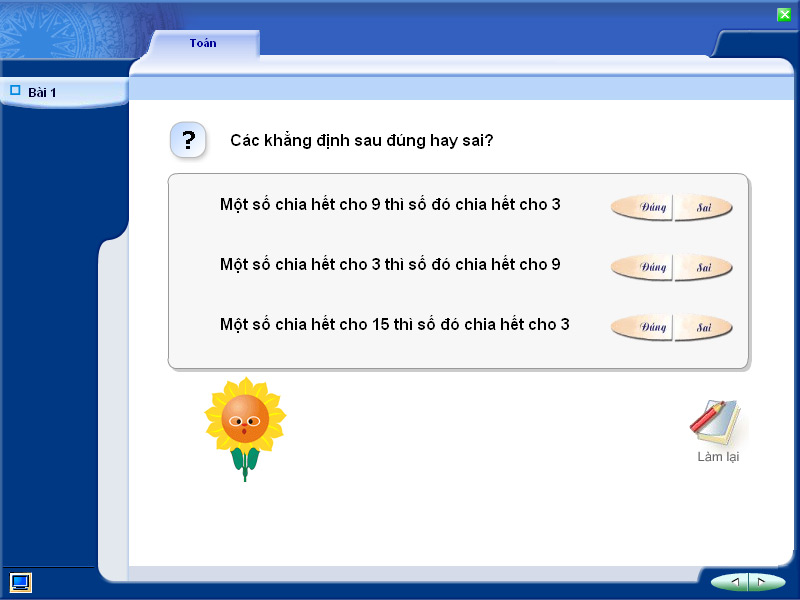 Toán
Bài 1
?
Các khẳng định sau đúng hay sai?
Một số chia hết cho 9 thì số đó chia hết cho 3
Đúng Sai
Một số chia hết cho 3 thì số đó chia hết cho 9
Đúng Sai
Một số chia hết cho 15 thì số đó chia hết cho 3
Đúng Sai
Làm lại